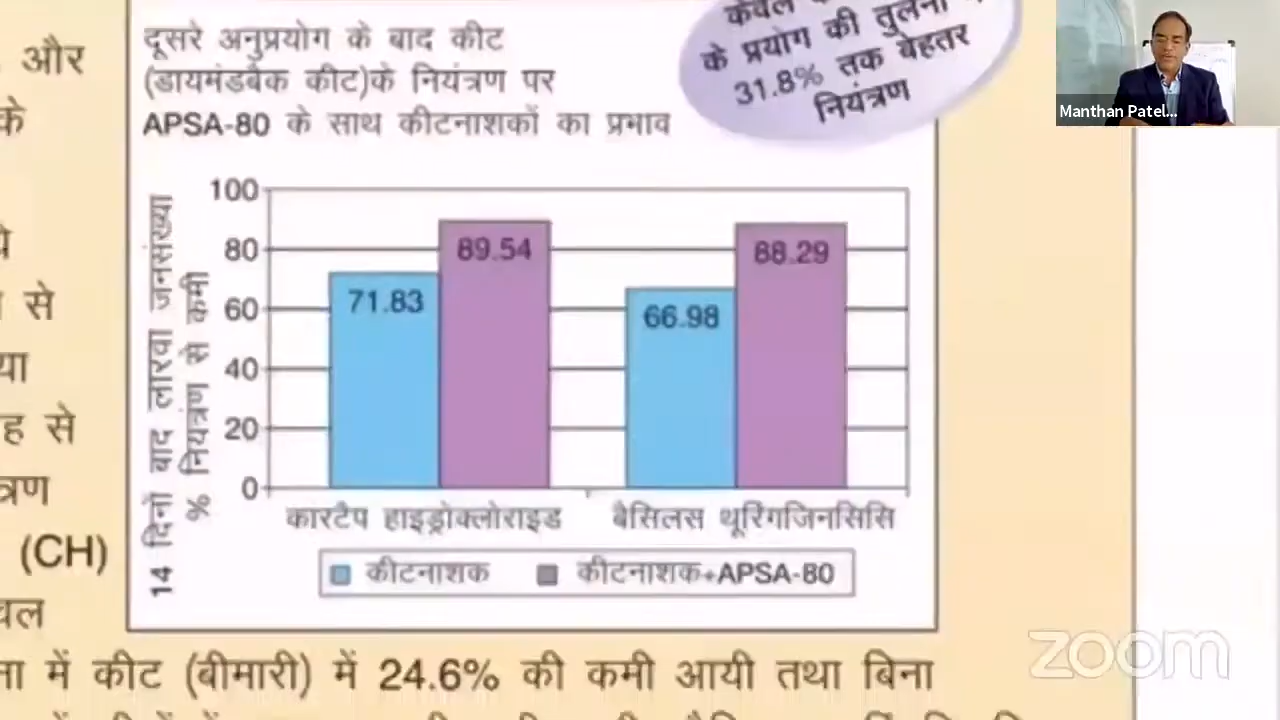 और
के
दूसरे अनुप्रयोग के बाद कीट
(डायमंडबैक कीट)के नियंत्रण पर
APSA-80 के साथ कीटनाशकों का प्रभाव
केवल
के प्रयोग की तुलना
31.8% तक बेहतर
नियंत्रण
Manthan Patel...
से
या
ह से
त्रण
(CH)
वल
14 दिनों बाद लारवा जनसंख्या
% नियंत्रण से कमी
100
80
60
40
20
0
71.83
89.54
66.98
88.29
कारटैप हाइड्रोक्लोराइड
बैसिलस थूरिंगजिनसिसि
कीटनाशक
कीटनाशक+APSA-80
ना में कीट (बीमारी) में 24.6% की कमी आयी तथा बिना
zoom